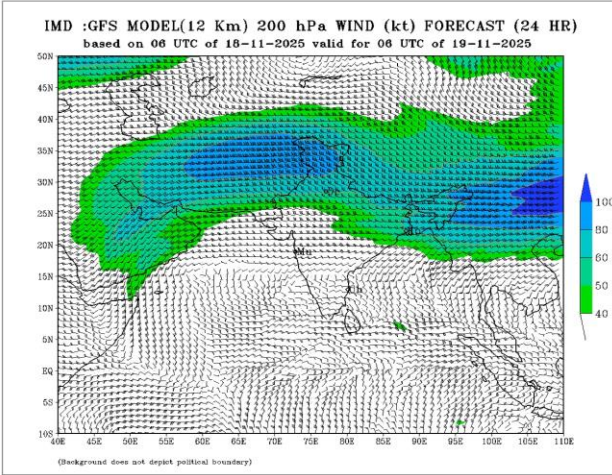 IMD :GFS MODEL(12 Km) 200 hPa WIND (kt) FORECAST (24 HR)
based on 06 UTC of 18-11-2025 valid for 06 UTC of 19-11-2025
50N
45N
40N
35N
30N
25N
20N
15N
10N
5N
EQ
5S
10S
Mu
100
80
60
50
40
40E 45E 50E 55E 60E 65E 70E 75E 80E 85E 90E 95E 100E 105E 110E
(Background does not depict political boundary)